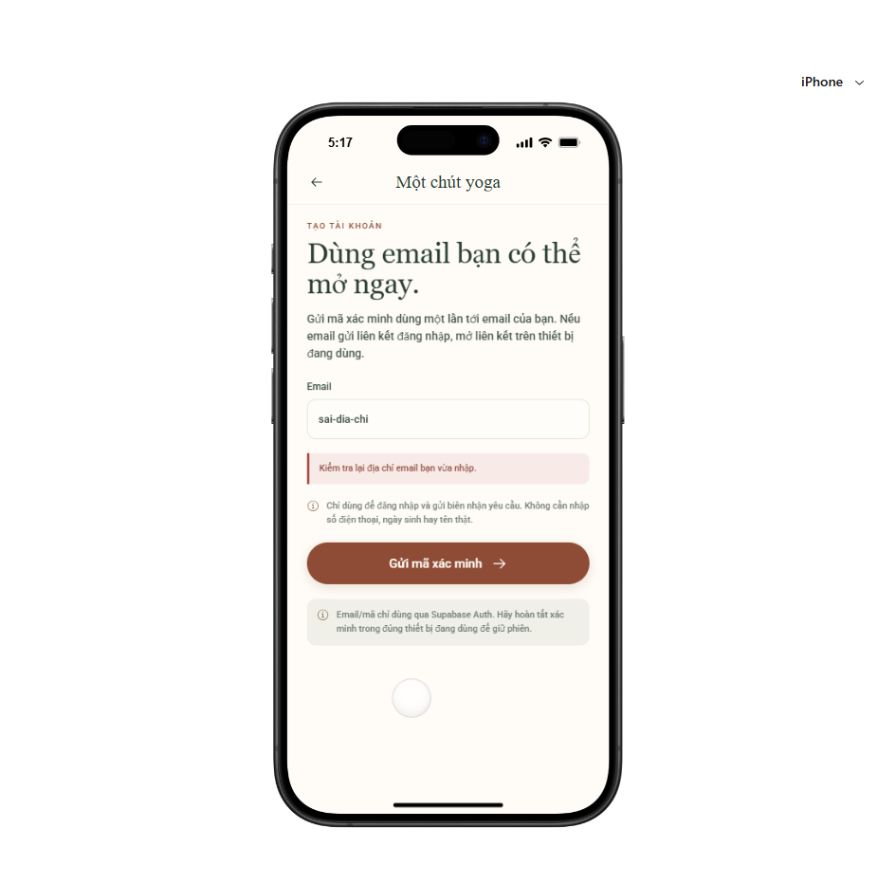 iPhone
5:17
Một chút yoga
TẠO TÀI KHOẢN
Dùng email bạn có thể
mở ngay.
Gửi mã xác minh dùng một lần tới email của bạn. Nếu
email gửi liên kết đăng nhập, mở liên kết trên thiết bị
đang dùng.
Email
sai-dia-chi
Kiểm tra lại địa chỉ email bạn vừa nhập.
Chỉ dùng để đăng nhập và gửi biên nhận yêu cầu. Không cần nhập
số điện thoại, ngày sinh hay tên thật.
Gửi mã xác minh
Email/mã chỉ dùng qua Supabase Auth. Hãy hoàn tất xác
minh trong đúng thiết bị đang dùng để giữ phiên.